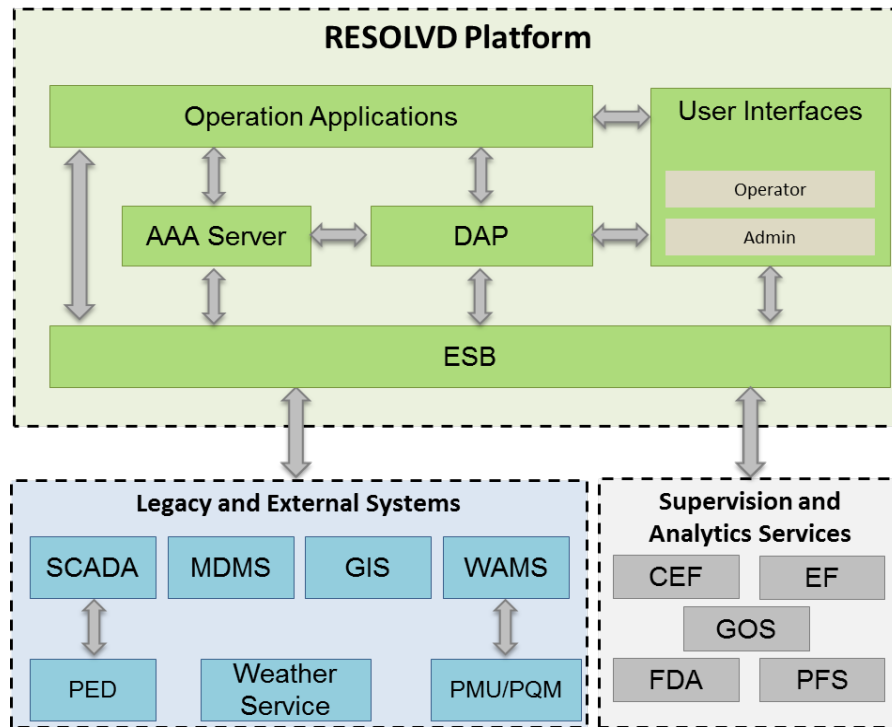 RESOLVD Platform
Operation Applications
User Interfaces
Operator
AAA Server
DAP
Admin
ESB
Legacy and External Systems
SCADA
MDMS
GIS
WAMS
PED
Weather
Service
PMU/PQM
Supervision and
Analytics Services
CEF
EF
GOS
FDA
PFS